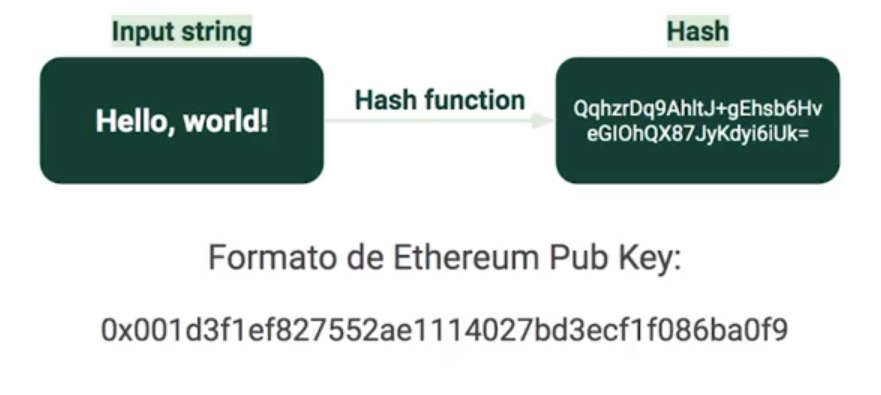 Input string
Hash
Hello, world!
Hash function
QqhzrDq9AhltJ+gEhsb6Hv
eGIOhQX87JyKdyi6iUk=
Formato de Ethereum Pub Key:
0x001d3f1ef827552ae1114027bd3ecf1f086ba0f9